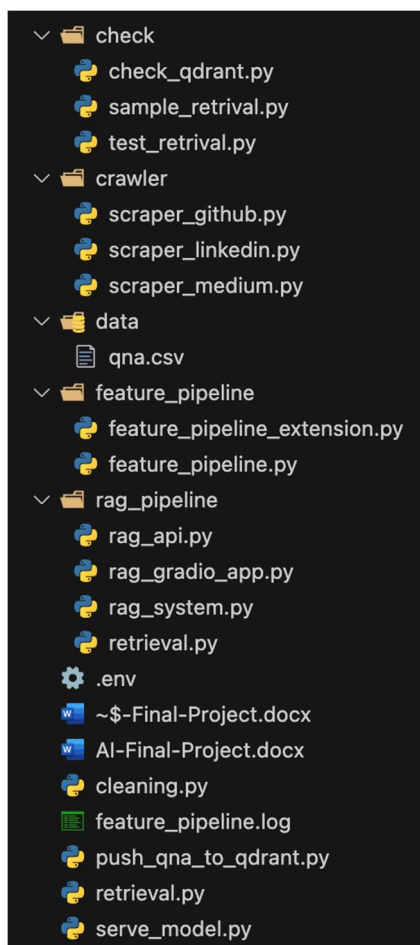 check
check_qdrant.py
sample_retrival.py
test_retrival.py
crawler
scraper_github.py
scraper_linkedin.py
scraper_medium.py
data
qna.csv
feature_pipeline
feature_pipeline_extension.py
feature_pipeline.py
rag_pipeline
rag_api.py
rag_gradio_app.py
rag_system.py
retrieval.py
.env
~$-Final-Project.docx
AI-Final-Project.docx
cleaning.py
feature_pipeline.log
push_qna_to_qdrant.py
retrieval.py
serve_model.py